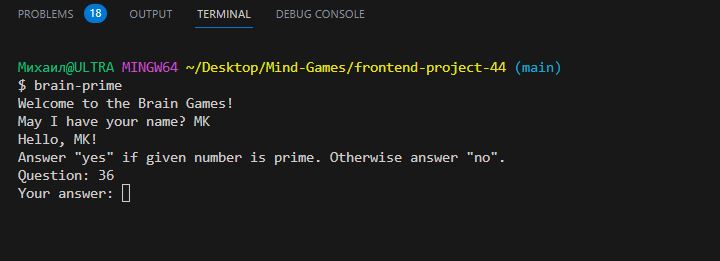 PROBLEMS 18 OUTPUT TERMINAL DEBUG CONSOLE
Михаил@ULTRA MINGW64 ~/Desktop/Mind-Games/frontend-project-44 (main)
$ brain-prime
Welcome to the Brain Games!
May I have your name? MK
Hello, MK!
Answer "yes" if given number is prime. Otherwise answer "no".
Question: 36
Your answer: